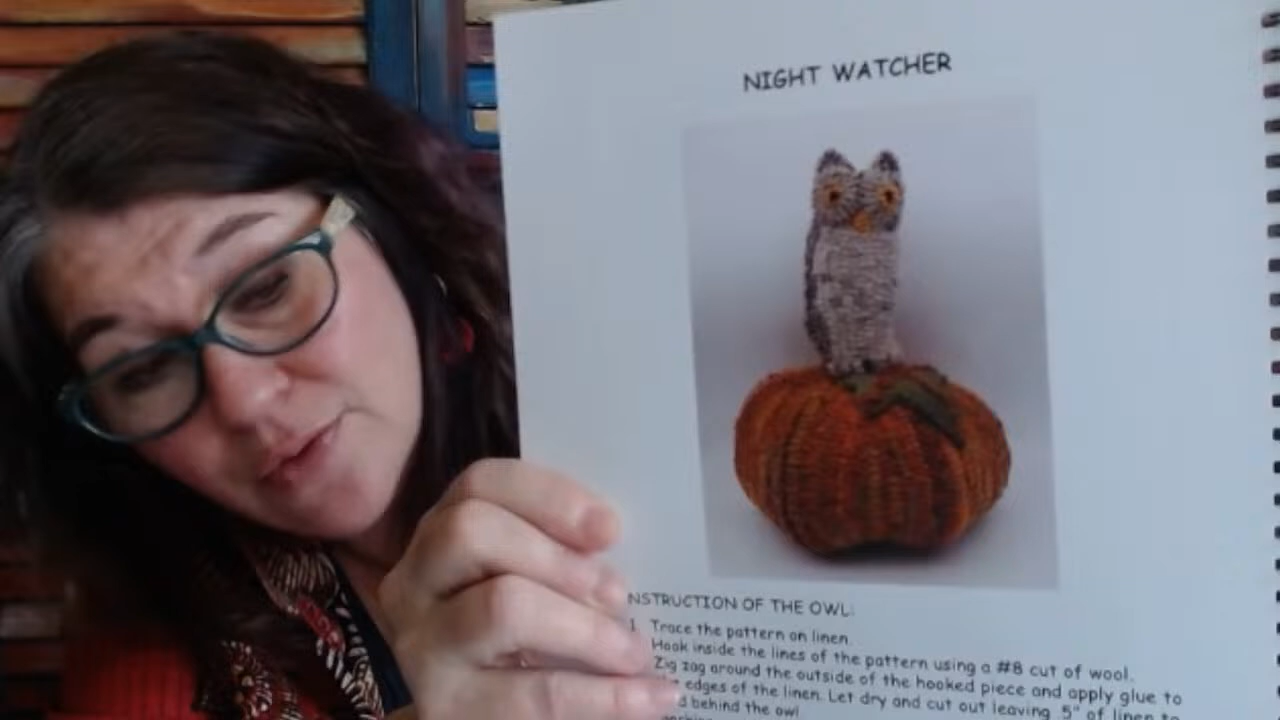 NIGHT WATCHER
NSTRUCTION OF THE OWL:
1. Trace the pattern on linen.
Hook inside the lines of the pattern using a #8 cut of wool.
Zig zag around the outside of the hooked piece and apply glue to
edges of the linen. Let dry and cut out leaving .5" of linen to
behind the owl